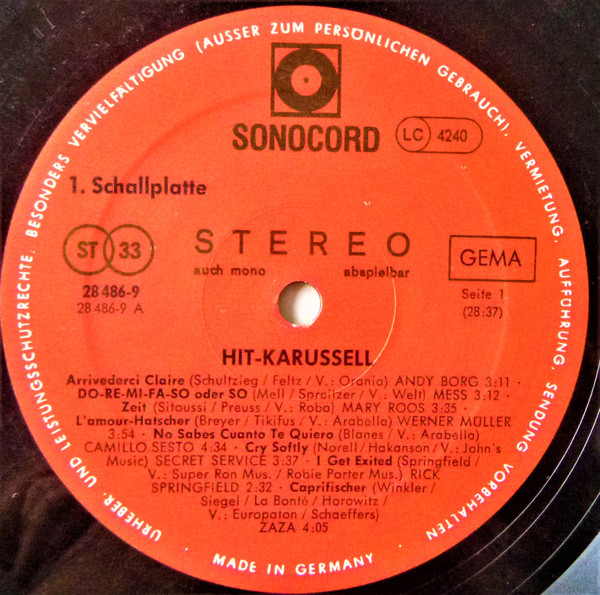 URHEBER- UND LEISTUNGSSCHUTZRECHTE, BESONDERS VERVIELFÄLTIGUNG (AUSSER ZUM PERSÖNLICHEN GEBRAUCH), VERMIETUNG, AUFFÜHRUNG, SENDUNG VORBEHALTEN
SONOCORD
LC 4240
1. Schallplatte
ST 33
STEREO
auch mono abspielbar
GEMA
28 486-9
28 486-9 A
Seite 1
(28:37)
HIT-KARUSSELL
Arrivederci Claire (Schultzieg / Feltz / V.: Orania) ANDY BORG 3:11 ·
DO-RE-MI-FA-SO oder SO (Mell / Spralizer / V.: Welt) MESS 3:12 ·
Zeit (Sitoussi / Preuss / V.: Roba) MARY ROOS 3:35 ·
L'amour-Hatscher (Breyer / Tikifus / V.: Arabella) WERNER MÜLLER
3:54 · No Sabes Cuanto Te Quiero (Blanes / V.: Arabella)
CAMILLO SESTO 4:34 · Cry Softly (Norell / Hakanson / V.: John's
Music) SECRET SERVICE 3:37 · I Get Exited (Springfield /
V.: Super Ron Mus. / Robie Porter Mus.) RICK
SPRINGFIELD 2:32 · Caprifischer (Winkler /
Siegel / La Bonté / Horowitz /
V.: Europaton / Schaeffers)
ZAZA 4:05
MADE IN GERMANY